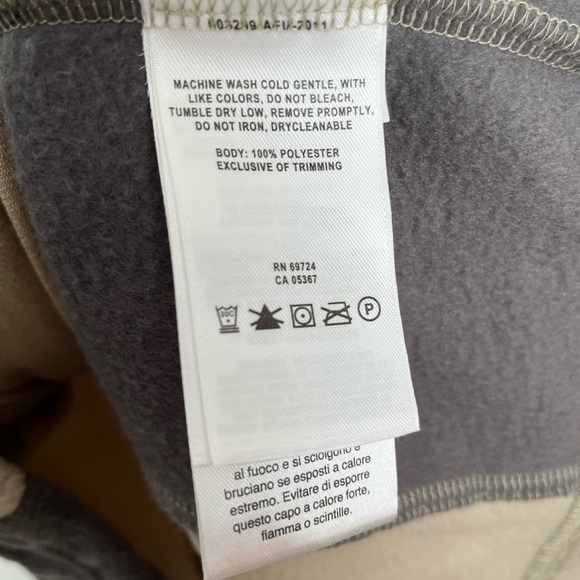 MACHINE WASH COLD GENTLE, WITH
LIKE COLORS, DO NOT BLEACH,
TUMBLE DRY LOW, REMOVE PROMPTLY,
DO NOT IRON, DRYCLEANABLE
BODY: 100% POLYESTER
EXCLUSIVE OF TRIMMING
RN 69724
CA 05367
30C
P
al fuoco e si sciolgono e
bruciano se esposti a calore
estremo. Evitare di esporre
questo capo a calore forte,
fiamma o scintille.